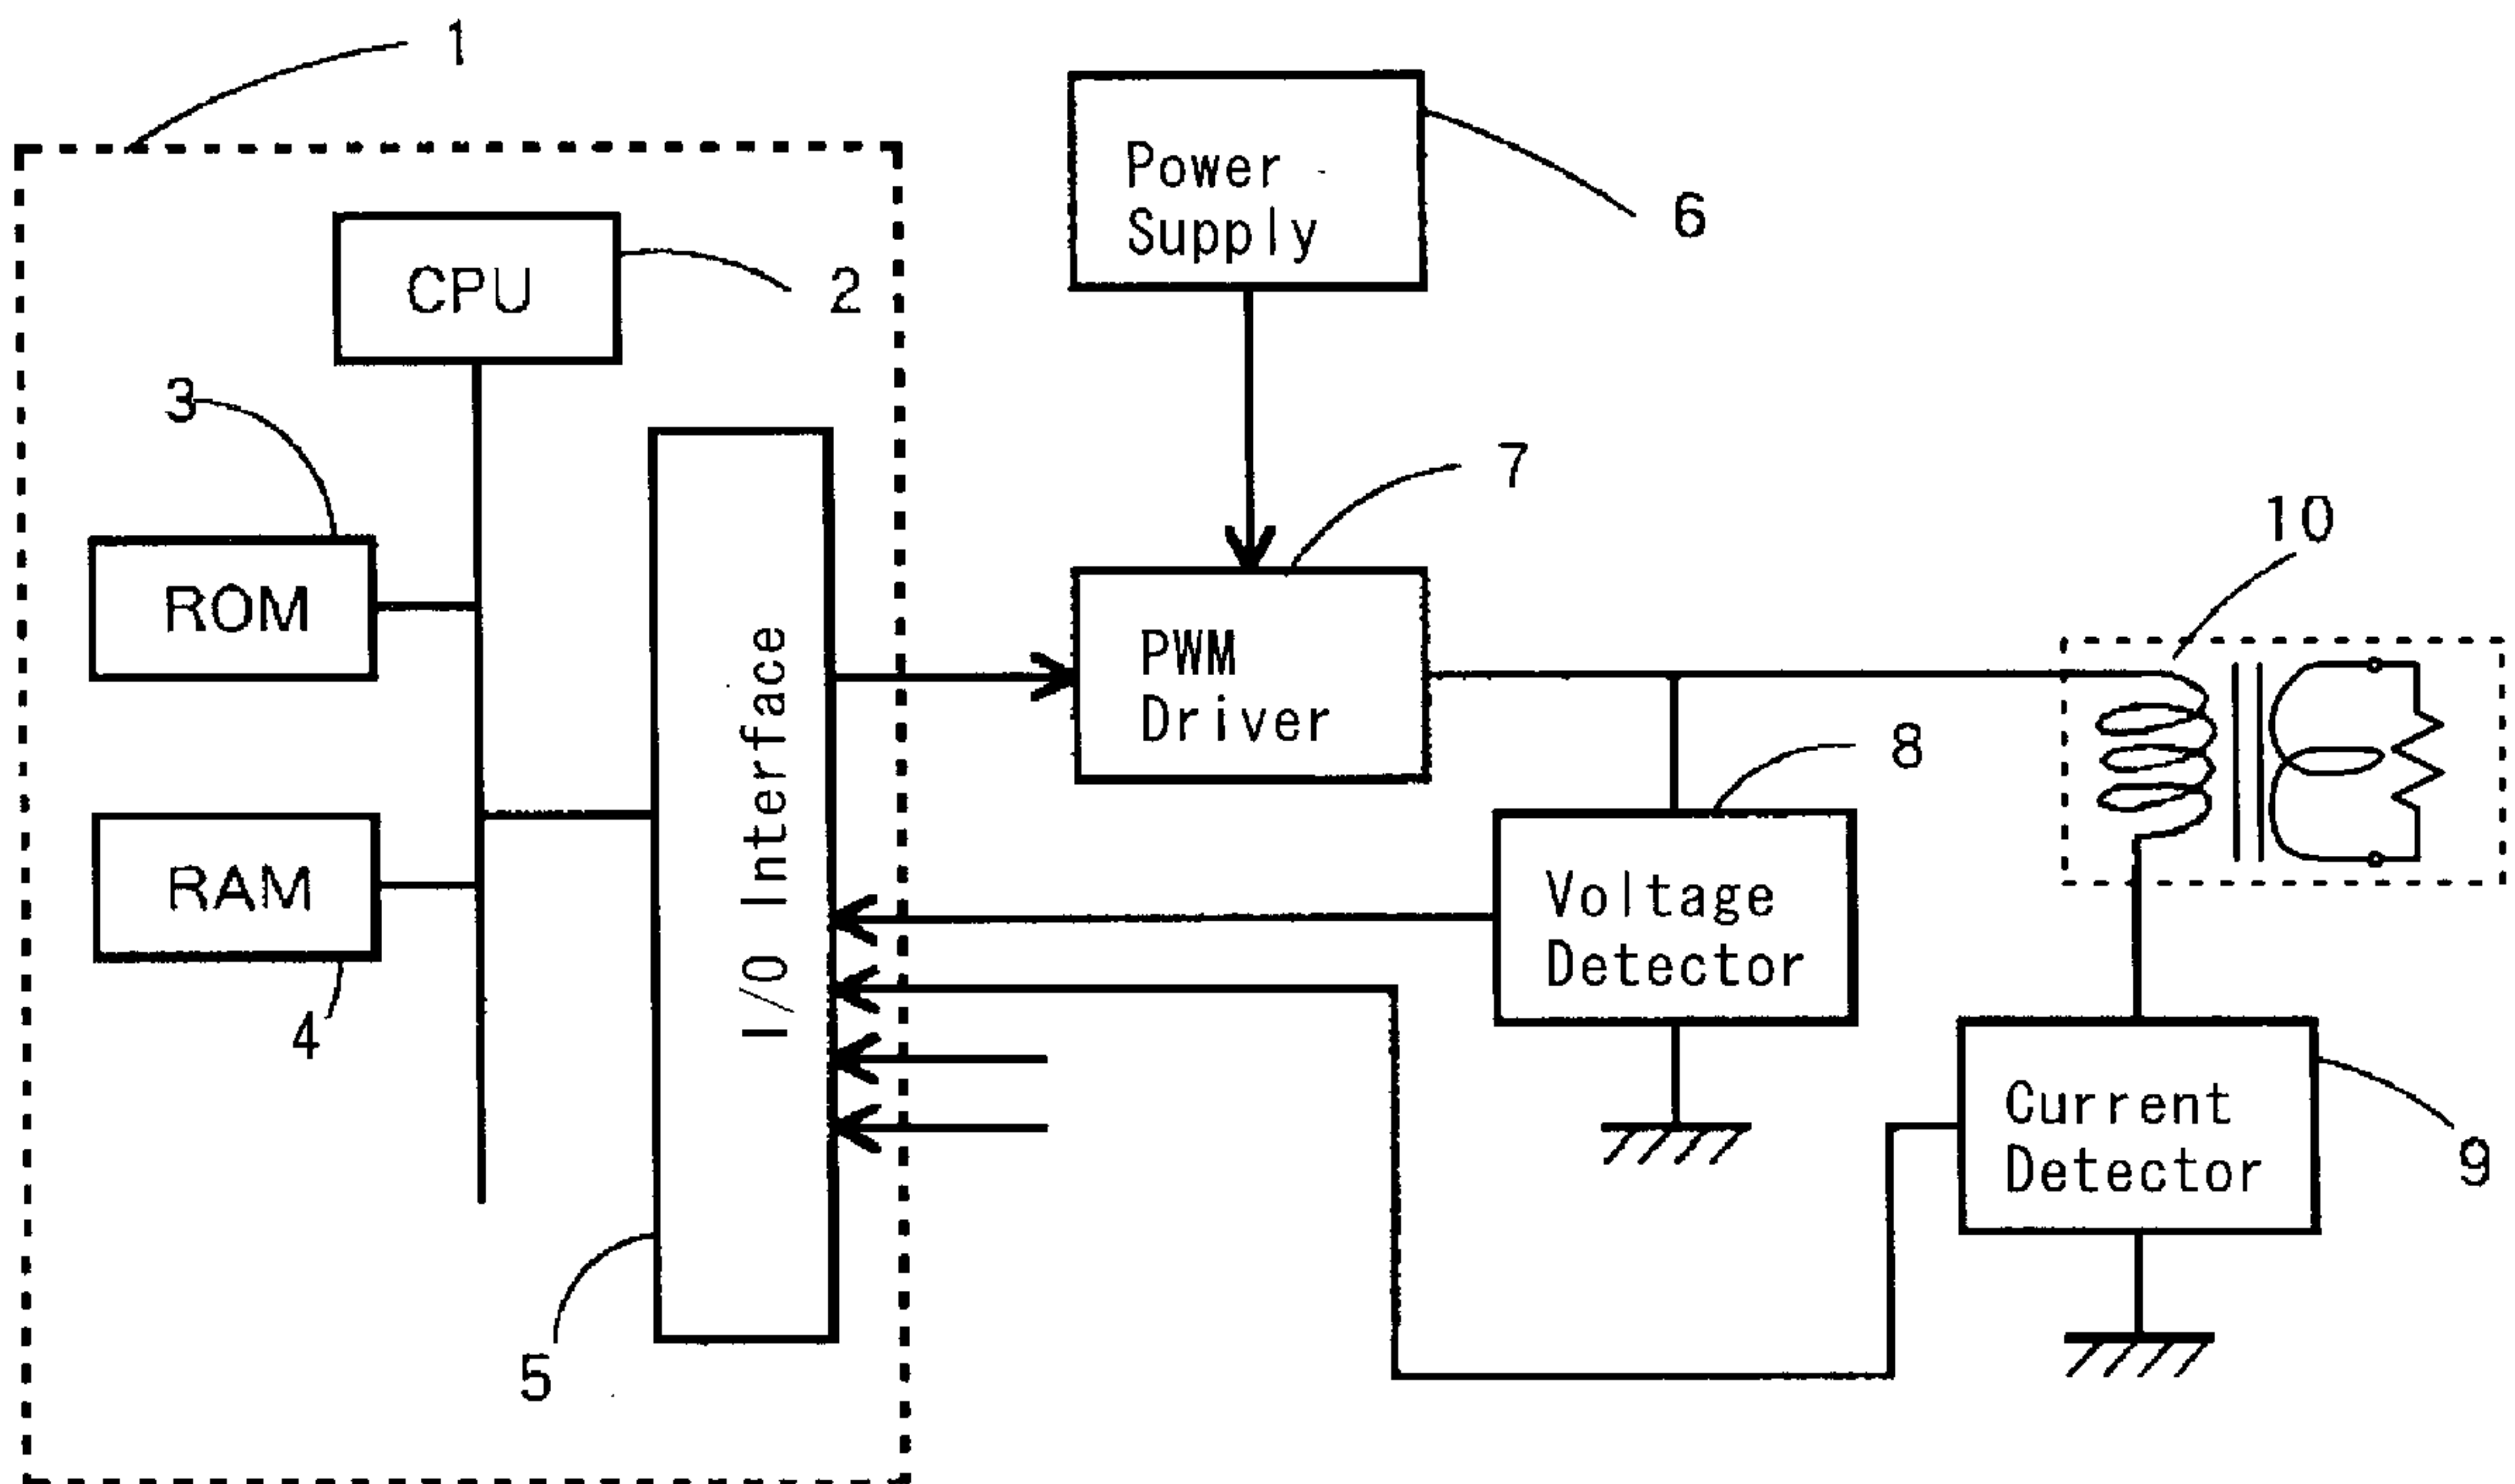 1
Power
Supply
6
CPU
2
3
7
10
ROM
PWM
Driver
I/O Interface
8
RAM
Voltage
Detector
4
Current
Detector
9
5